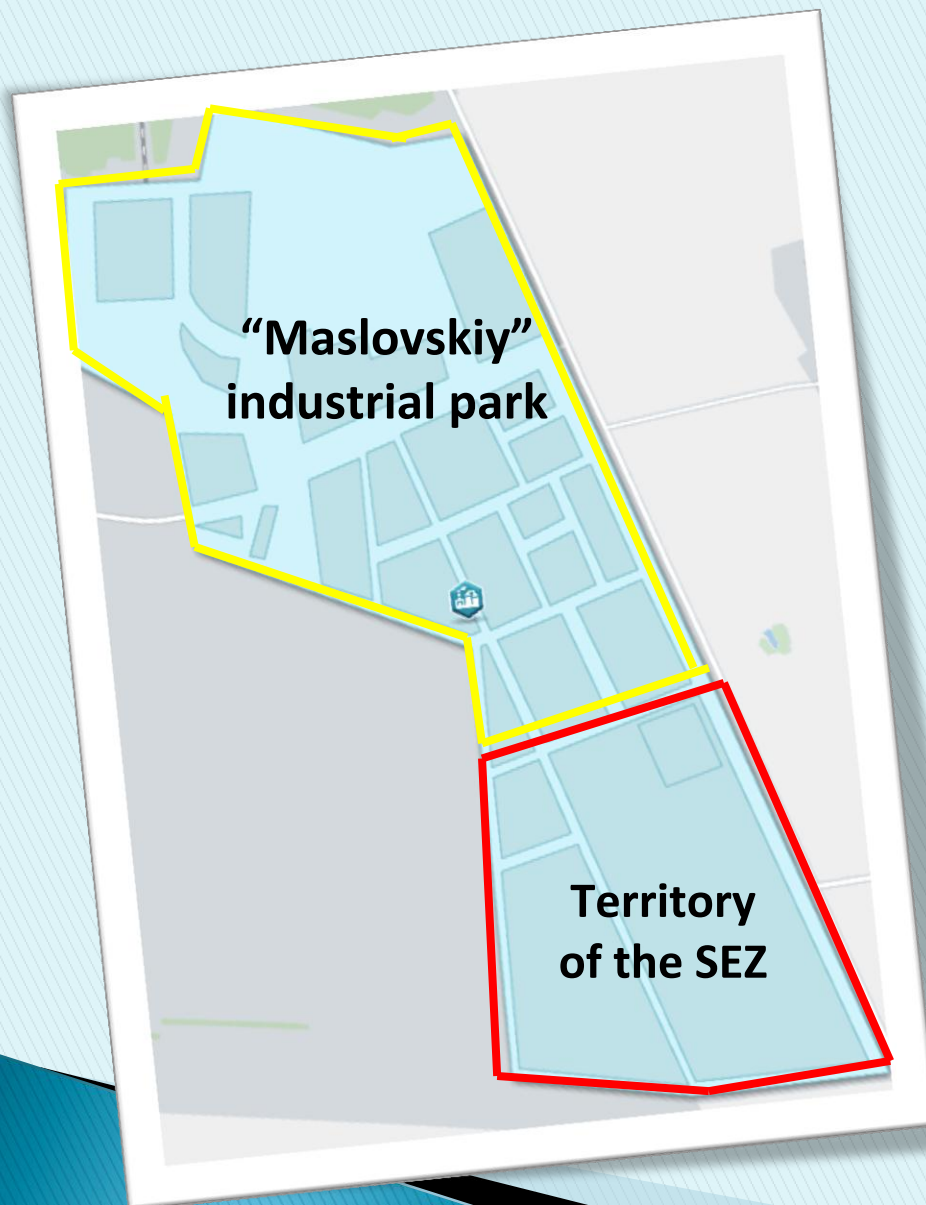 “Maslovskiy”
industrial park
Territory
of the SEZ